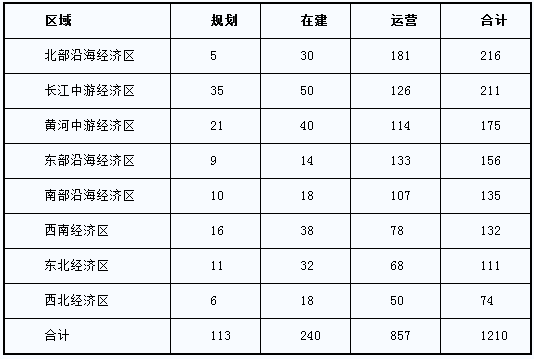 区域 规划 在建 运营 合计
北部沿海经济区 5 30 181 216
长江中游经济区 35 50 126 211
黄河中游经济区 21 40 114 175
东部沿海经济区 9 14 133 156
南部沿海经济区 10 18 107 135
西南经济区 16 38 78 132
东北经济区 11 32 68 111
西北经济区 6 18 50 74
合计 113 240 857 1210